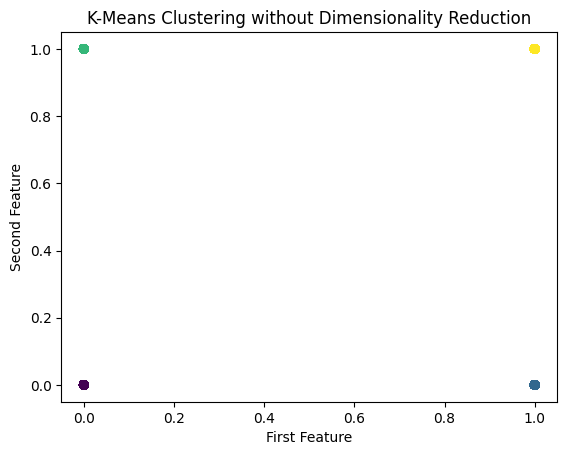 K-Means Clustering without Dimensionality Reduction
1.0
0.8
0.6
0.4
0.2
0.0
Second Feature
0.0 0.2 0.4 0.6 0.8 1.0
First Feature